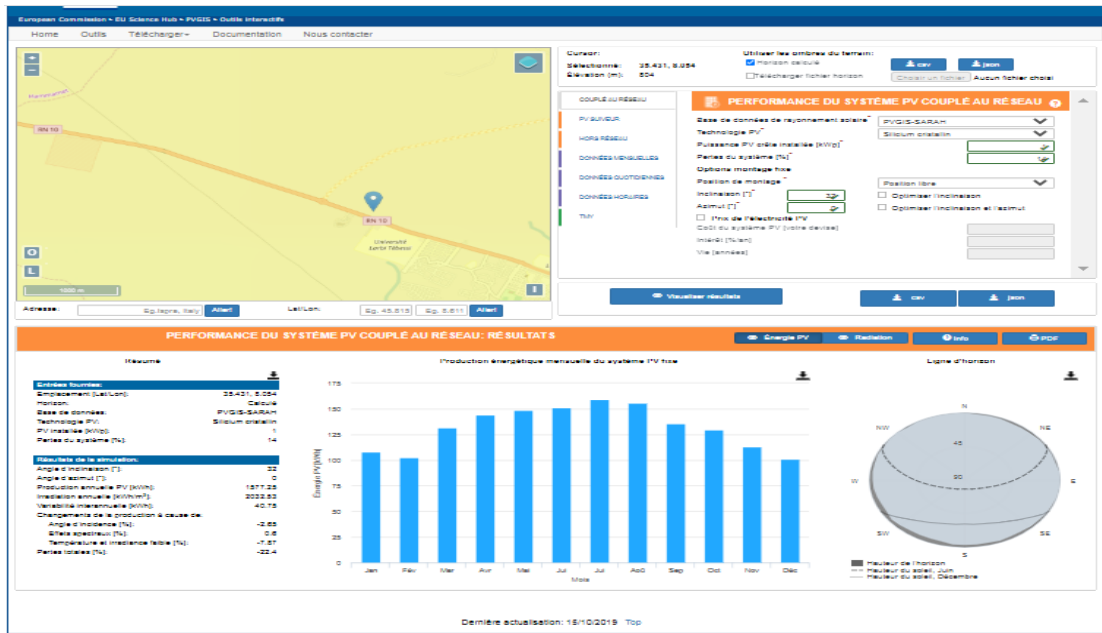 European Commission > EU Science Hub > PVGIS > Outils interactifs
Home Outils Télécharger Documentation Nous contacter
+
−
RN 10
RN 10
Université
Larbi Tébessi
O
L
1000 m
Adresse: Eg. Ispra, Italy Aller! Lat/Lon: Eg. 45.815 Eg. 8.611 Aller!
Cursor:
Sélectionné: 35.431, 8.084
Élévation (m): 804
Utiliser les ombres du terrain:
Horizon calculé
csv
json
Télécharger fichier horizon
Choisir un fichier Aucun fichier choisi
COUPLÉ AU RÉSEAU
PV SUIVEUR
HORS RÉSEAU
DONNÉES MENSUELLES
DONNÉES QUOTIDIENNES
DONNÉES HORAIRES
TMY
PERFORMANCE DU SYSTÈME PV COUPLÉ AU RÉSEAU ?
Base de données de rayonnement solaire* PVGIS-SARAH
Technologie PV* Silicium cristallin
Puissance PV crête installée [kWp]*
Pertes du système [%]*
Options montage fixe
Position de montage* Position libre
Inclinaison [°]* Optimiser l'inclinaison
Azimut [°]* Optimiser l'inclinaison et l'azimut
Prix de l'électricité PV
Coût du système PV [votre devise]
Intérêt [%/an]
Vie [années]
Visualiser résultats
csv
json
PERFORMANCE DU SYSTÈME PV COUPLÉ AU RÉSEAU: RÉSULTATS
Énergie PV
Radiation
Info
PDF
Résumé
Entrées fournies:
Emplacement [Lat/Lon]: 35.431, 8.084
Horizon: Calculé
Base de données: PVGIS-SARAH
Technologie PV: Silicium cristallin
PV installée [kWp]: 1
Pertes du système [%]: 14
Résultats de la simulation:
Angle d'inclinaison [°]: 32
Angle d'azimut [°]: 0
Production annuelle PV [kWh]: 1577.25
Irradiation annuelle [kWh/m²]: 2032.53
Variabilité interannuelle [kWh]: 40.75
Changements de la production à cause de:
Angle d'incidence [%]: -2.65
Effets spectraux [%]: 0.6
Température et irradiance faible [%]: -7.87
Pertes totales [%]: -22.4
Production énergétique mensuelle du système PV fixe
Énergie PV [kWh]
175
150
125
100
75
50
25
0
Jan Fév Mar Avr Mai Jui Jul Aoû Sep Oct Nov Déc
Mois
Ligne d'horizon
N
NW NE
45
W 90 E
SW SE
S
Hauteur de l'horizon
Hauteur du soleil, Juin
Hauteur du soleil, Décembre
Dernière actualisation: 15/10/2019 Top